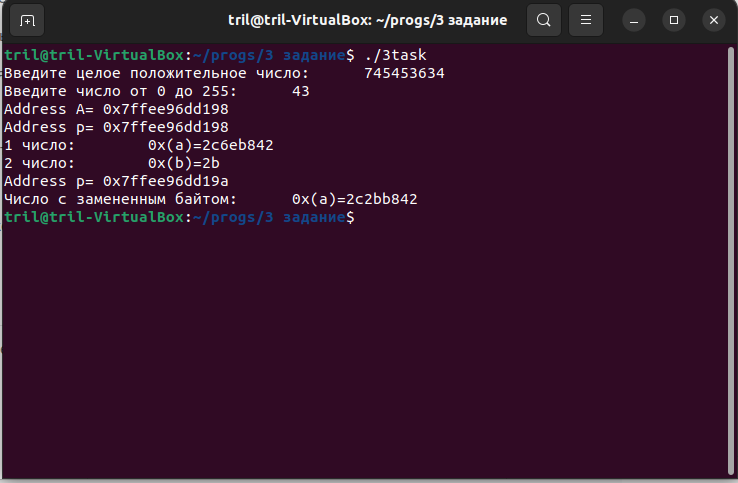 tril@tril-VirtualBox: ~/progs/3 задание
tril@tril-VirtualBox:~/progs/3 задание$ ./3task
Введите целое положительное число: 745453634
Введите число от 0 до 255: 43
Address A= 0x7ffee96dd198
Address p= 0x7ffee96dd198
1 число: 0x(a)=2c6eb842
2 число: 0x(b)=2b
Address p= 0x7ffee96dd19a
Число с замененным байтом: 0x(a)=2c2bb842
tril@tril-VirtualBox:~/progs/3 задание$